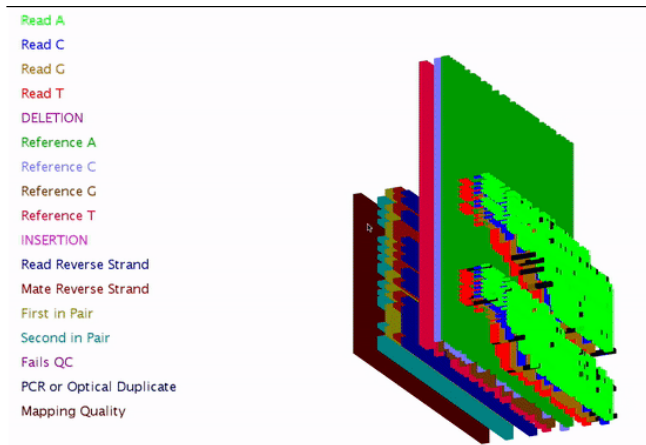 Read A
Read C
Read G
Read T
DELETION
Reference A
Reference C
Reference G
Reference T
INSERTION
Read Reverse Strand
Mate Reverse Strand
First in Pair
Second in Pair
Fails QC
PCR or Optical Duplicate
Mapping Quality